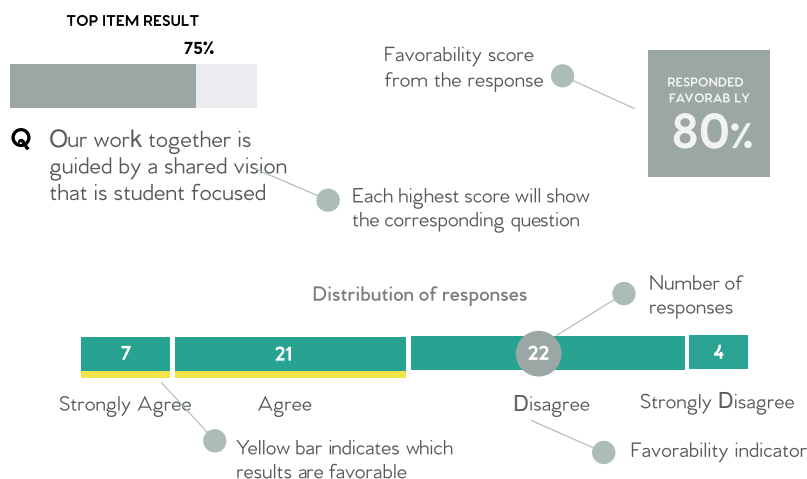 TOP ITEM RESULT
75%
Q Our work together is
guided by a shared vision
that is student focused
Favorability score
from the response
RESPONDED
FAVORAB LY
80%
Each highest score will show
the corresponding question
Distribution of responses
Number of
responses
7 21 22 4
Strongly Agree Agree Disagree Strongly Disagree
Yellow bar indicates which
results are favorable
Favorability indicator